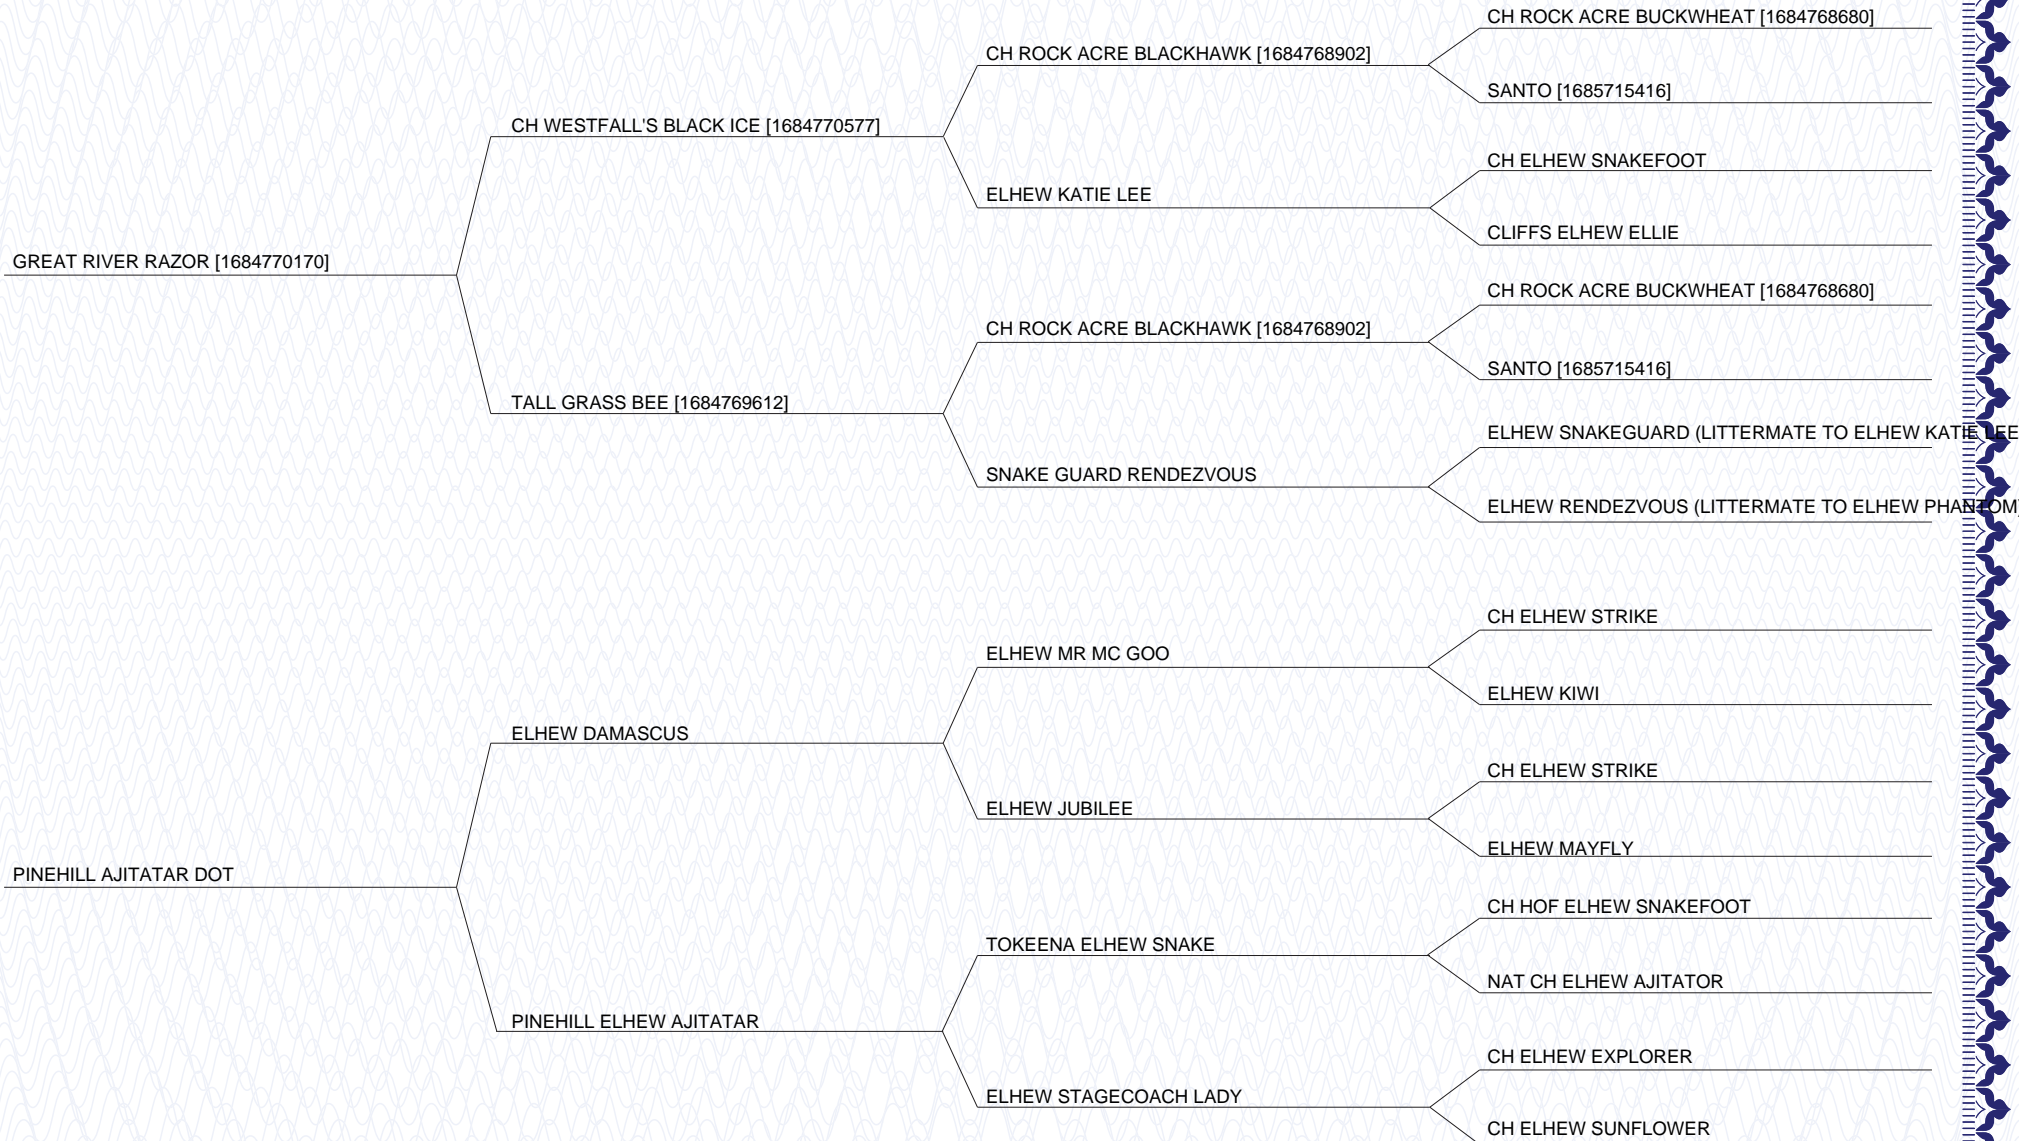 CH ROCK ACRE BUCKWHEAT [1684768680]
CH ROCK ACRE BLACKHAWK [1684768902]
SANTO [1685715416]
CH WESTFALL'S BLACK ICE [1684770577]
CH ELHEW SNAKEFOOT
ELHEW KATIE LEE
CLIFFS ELHEW ELLIE
GREAT RIVER RAZOR [1684770170]
CH ROCK ACRE BUCKWHEAT [1684768680]
CH ROCK ACRE BLACKHAWK [1684768902]
SANTO [1685715416]
TALL GRASS BEE [1684769612]
ELHEW SNAKEGUARD (LITTERMATE TO ELHEW KATIE LEE
SNAKE GUARD RENDEZVOUS
ELHEW RENDEZVOUS (LITTERMATE TO ELHEW PHANTOM)
CH ELHEW STRIKE
ELHEW MR MC GOO
ELHEW KIWI
ELHEW DAMASCUS
CH ELHEW STRIKE
ELHEW JUBILEE
ELHEW MAYFLY
PINEHILL AJITATAR DOT
CH HOF ELHEW SNAKEFOOT
TOKEENA ELHEW SNAKE
NAT CH ELHEW AJITATOR
PINEHILL ELHEW AJITATAR
CH ELHEW EXPLORER
ELHEW STAGECOACH LADY
CH ELHEW SUNFLOWER